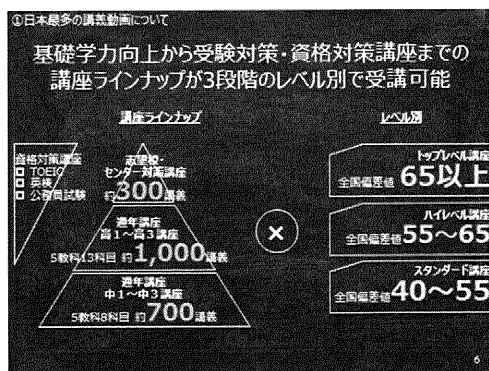 ①日本最多の講義動画について
基礎学力向上から受験対策・資格対策講座までの
講座ラインナップが3段階のレベル別で受講可能
講座ラインナップ
レベル別
資格対策講座
□ TOEIC
□ 英検
□ 公務員試験
志望校・
センター対策講座
約300講義
通年講座
高1～高3講座
5教科13科目 約1,000講義
通年講座
中1～中3講座
5教科8科目 約700講義
×
トップレベル講座
全国偏差値 65以上
ハイレベル講座
全国偏差値 55～65
スタンダード講座
全国偏差値 40～55
6